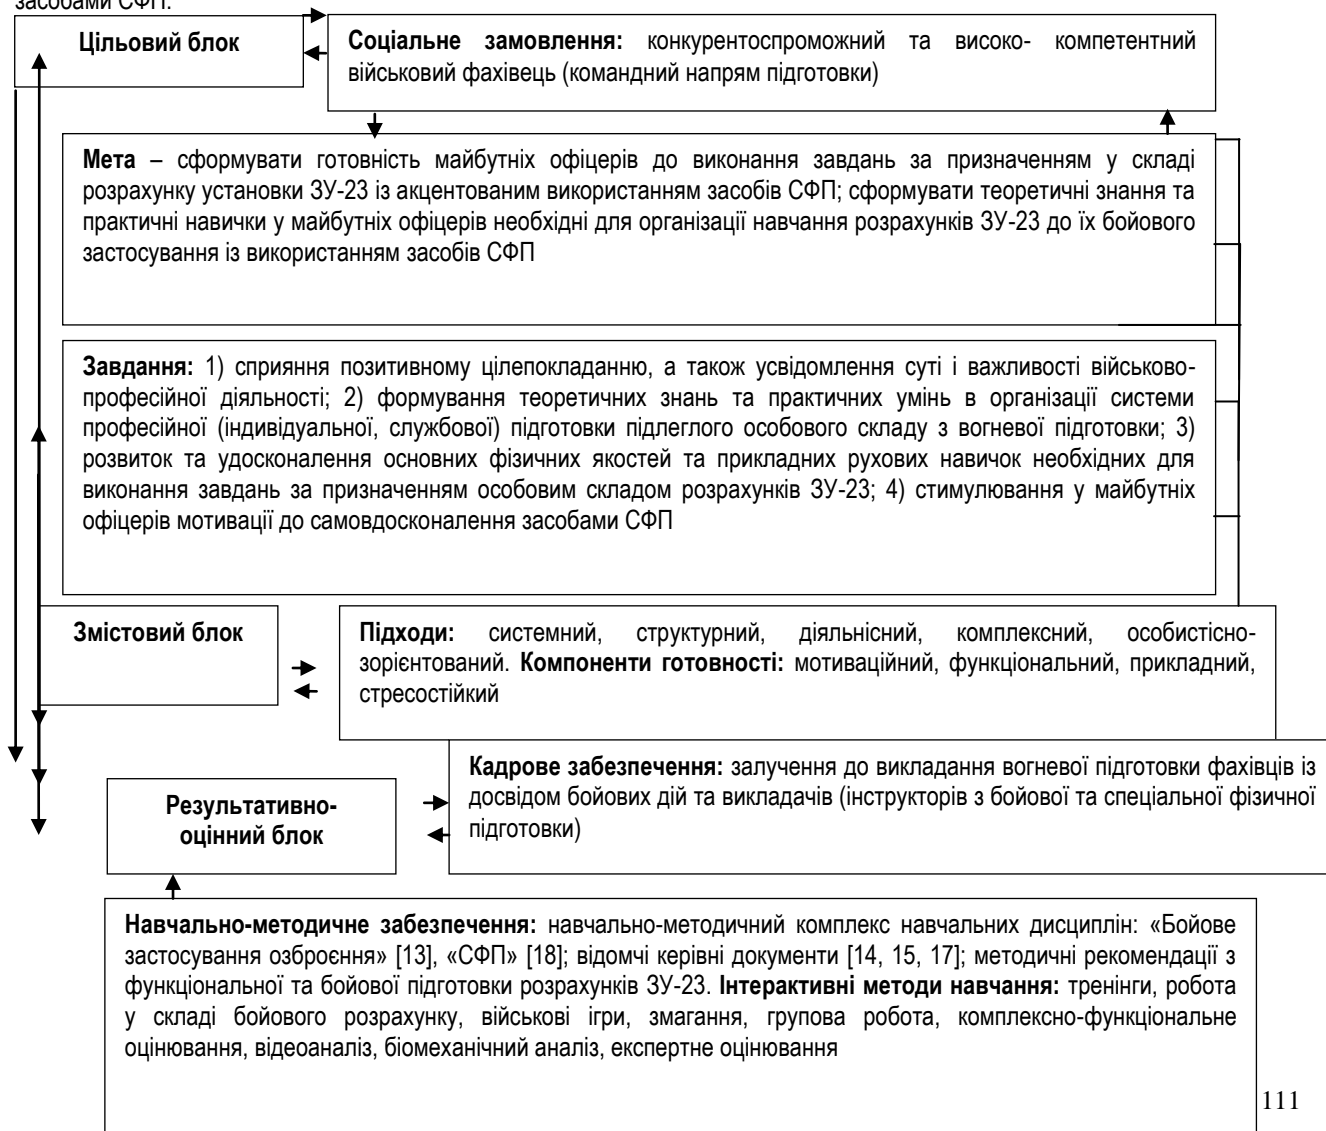 засобами СФП.
Цільовий блок
Соціальне замовлення: конкурентоспроможний та високо- компетентний
військовий фахівець (командний напрям підготовки)
Мета – сформувати готовність майбутніх офіцерів до виконання завдань за призначенням у складі
розрахунку установки ЗУ-23 із акцентованим використанням засобів СФП; сформувати теоретичні знання та
практичні навички у майбутніх офіцерів необхідні для організації навчання розрахунків ЗУ-23 до їх бойового
застосування із використанням засобів СФП
Завдання: 1) сприяння позитивному цілепокладанню, а також усвідомлення суті і важливості військово-
професійної діяльності; 2) формування теоретичних знань та практичних умінь в організації системи
професійної (індивідуальної, службової) підготовки підлеглого особового складу з вогневої підготовки; 3)
розвиток та удосконалення основних фізичних якостей та прикладних рухових навичок необхідних для
виконання завдань за призначенням особовим складом розрахунків ЗУ-23; 4) стимулювання у майбутніх
офіцерів мотивації до самовдосконалення засобами СФП
Змістовий блок
Підходи: системний, структурний, діяльнісний, комплексний, особистісно-
зорієнтований. Компоненти готовності: мотиваційний, функціональний, прикладний,
стресостійкий
Результативно-
оцінний блок
Кадрове забезпечення: залучення до викладання вогневої підготовки фахівців із
досвідом бойових дій та викладачів (інструкторів з бойової та спеціальної фізичної
підготовки)
Навчально-методичне забезпечення: навчально-методичний комплекс навчальних дисциплін: «Бойове
застосування озброєння» [13], «СФП» [18]; відомчі керівні документи [14, 15, 17]; методичні рекомендації з
функціональної та бойової підготовки розрахунків ЗУ-23. Інтерактивні методи навчання: тренінги, робота
у складі бойового розрахунку, військові ігри, змагання, групова робота, комплексно-функціональне
оцінювання, відеоаналіз, біомеханічний аналіз, експертне оцінювання
111